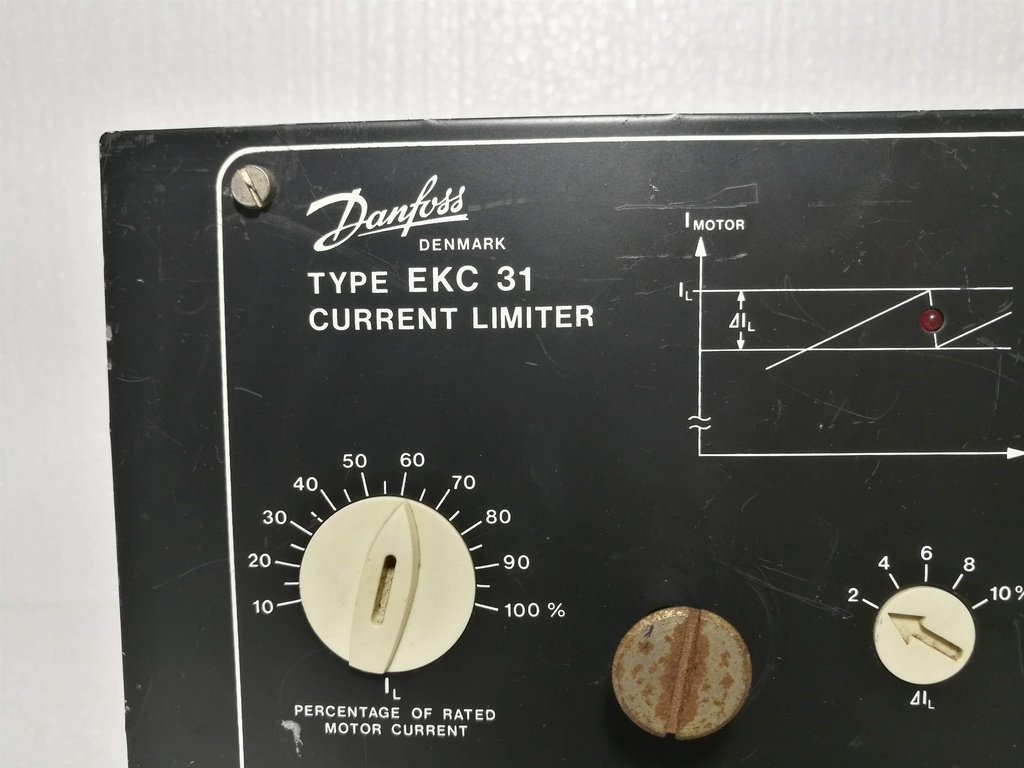 Danfoss
DENMARK
TYPE EKC 31
CURRENT LIMITER
I MOTOR
IL
ΔIL
10 20 30 40 50 60 70 80 90 100 %
IL
PERCENTAGE OF RATED
MOTOR CURRENT
2 4 6 8 10%
ΔIL